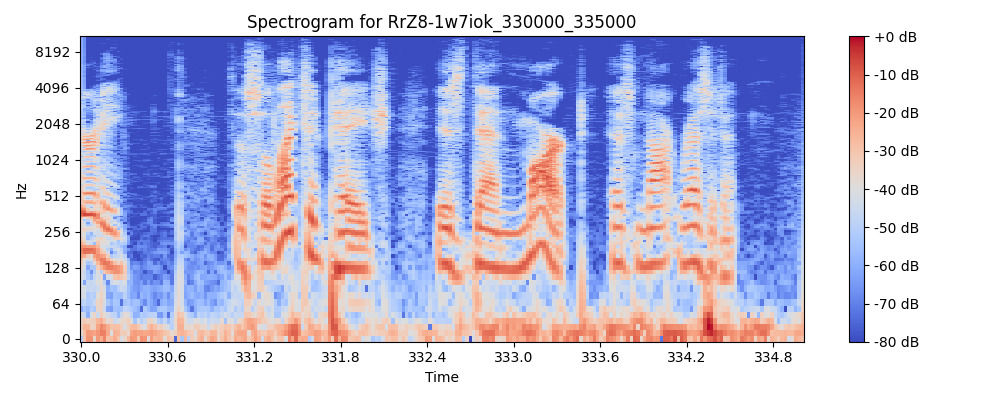 Spectrogram for RrZ8-1w7iok_330000_335000
8192
4096
2048
1024
512
256
128
64
0
Hz
330.0 330.6 331.2 331.8 332.4 333.0 333.6 334.2 334.8
Time
+0 dB
-10 dB
-20 dB
-30 dB
-40 dB
-50 dB
-60 dB
-70 dB
-80 dB